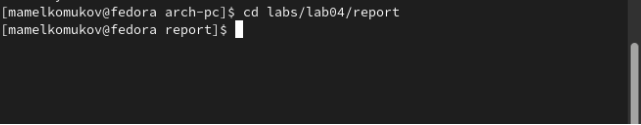 [mamelkomukov@fedora arch-pc]$ cd labs/lab04/report
[mamelkomukov@fedora report]$